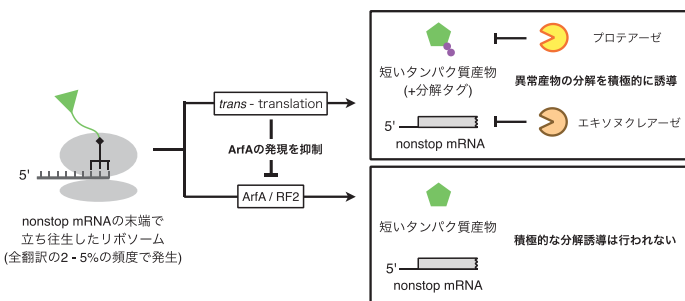 5'
nonstop mRNAの末端で
立ち往生したリボソーム
(全翻訳の2 - 5%の頻度で発生)
trans - translation
ArfAの発現を抑制
ArfA / RF2
プロテアーゼ
短いタンパク質産物
(+分解タグ)
異常産物の分解を積極的に誘導
エキソヌクレアーゼ
5'
nonstop mRNA
短いタンパク質産物
積極的な分解誘導は行われない
5'
nonstop mRNA